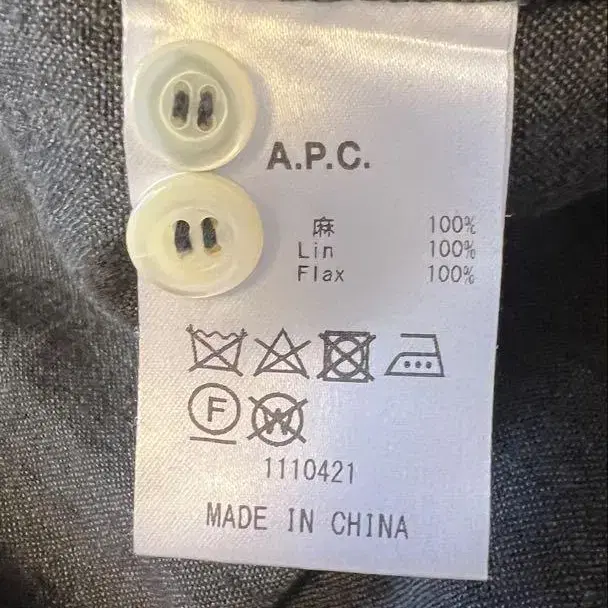 A.P.C.
麻 100%
Lin 100%
Flax 100%
F W
1110421
MADE IN CHINA